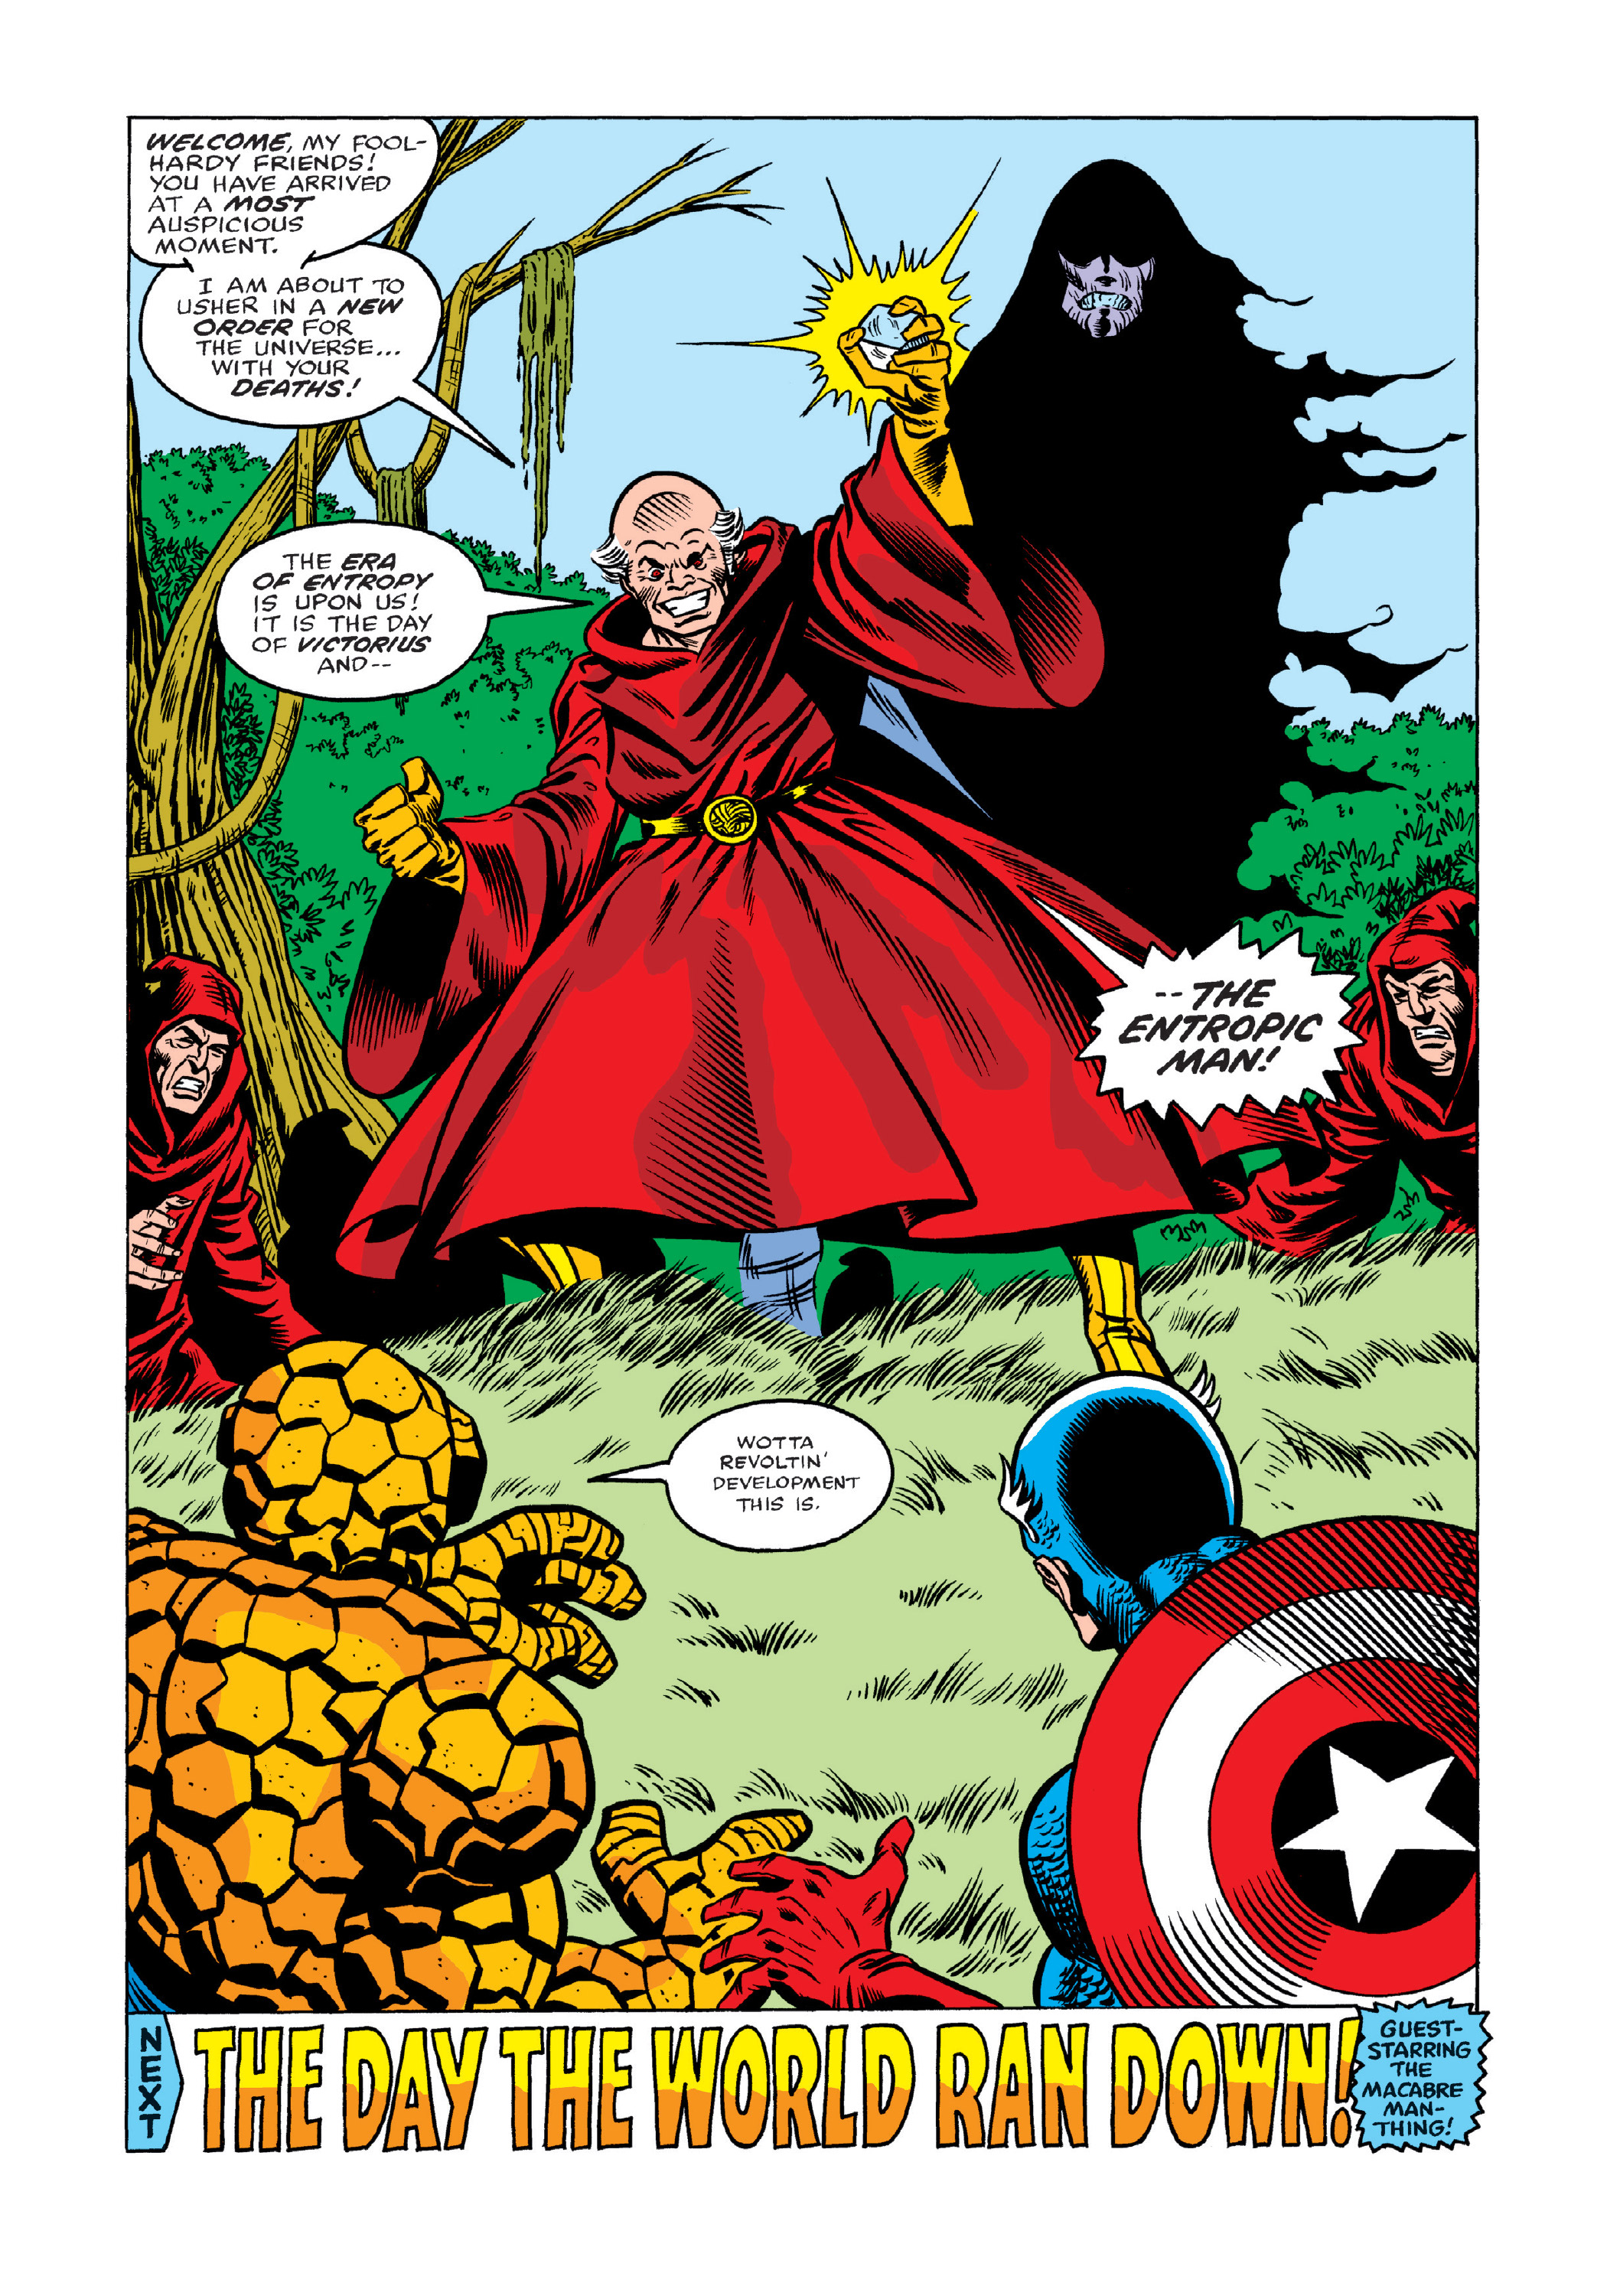 WELCOME, MY FOOL-
HARDY FRIENDS!
YOU HAVE ARRIVED
AT A MOST
AUSPICIOUS
MOMENT.
I AM ABOUT TO
USHER IN A NEW
ORDER FOR
THE UNIVERSE...
WITH YOUR
DEATHS!
THE ERA
OF ENTROPY
IS UPON US!
IT IS THE DAY
OF VICTORIUS
AND--
--THE
ENTROPIC
MAN!
WOTTA
REVOLTIN'
DEVELOPMENT
THIS IS.
NEXT
THE DAY THE WORLD RAN DOWN!
GUEST-
STARRING
THE
MACABRE
MAN-
THING!